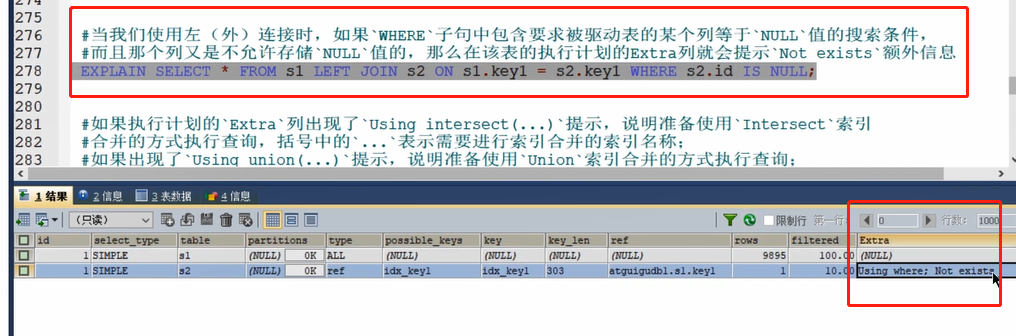 274
275
276 #当我们使用左（外）连接时，如果`WHERE`子句中包含要求被驱动表的某个列等于`NULL`值的搜索条件，
277 #而且那个列又是不允许存储`NULL`值的，那么在该表的执行计划的Extra列就会提示`Not exists`额外信息
278 EXPLAIN SELECT * FROM s1 LEFT JOIN s2 ON s1.key1 = s2.key1 WHERE s2.id IS NULL;
279
280
281 #如果执行计划的`Extra`列出现了`Using intersect(...)`提示，说明准备使用`Intersect`索引
282 #合并的方式执行查询，括号中的`...`表示需要进行索引合并的索引名称；
283 #如果出现了`Using union(...)`提示，说明准备使用`Union`索引合并的方式执行查询；
1 结果 2 信息 3 表数据 4 信息
（只读） 限制行 第一行： 0 行数： 1000
id select_type table partitions type possible_keys key key_len ref rows filtered Extra
1 SIMPLE s1 (NULL) 0K ALL (NULL) (NULL) (NULL) (NULL) 9895 100.00 (NULL)
1 SIMPLE s2 (NULL) 0K ref idx_key1 idx_key1 303 atguigudb1.s1.key1 1 10.00 Using where; Not exists